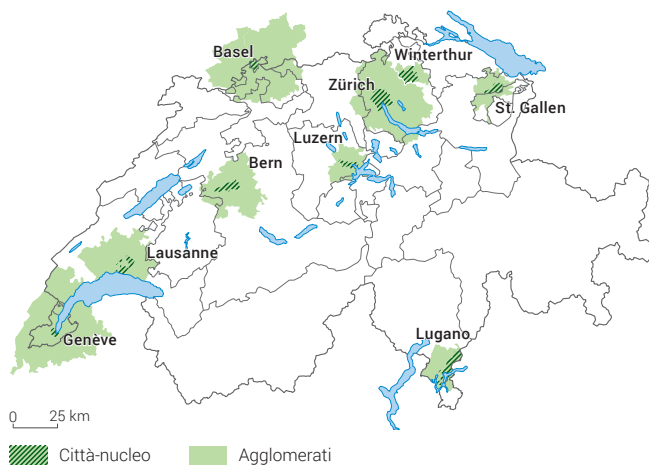 Basel
Winterthur
Zürich
St. Gallen
Luzern
Bern
Lausanne
Genève
Lugano
0 25 km
Città-nucleo Agglomerati